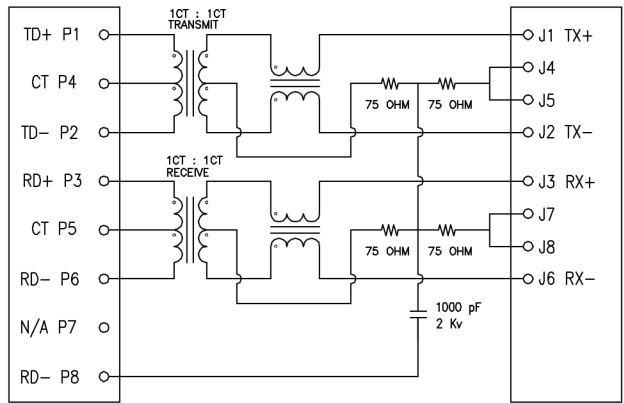 1CT : 1CT
TRANSMIT
TD+ P1
J1 TX+
J4
CT P4
75 OHM
75 OHM
J5
TD- P2
J2 TX-
1CT : 1CT
RECEIVE
RD+ P3
J3 RX+
J7
CT P5
75 OHM
75 OHM
J8
RD- P6
J6 RX-
1000 pF
2 Kv
N/A P7
RD- P8